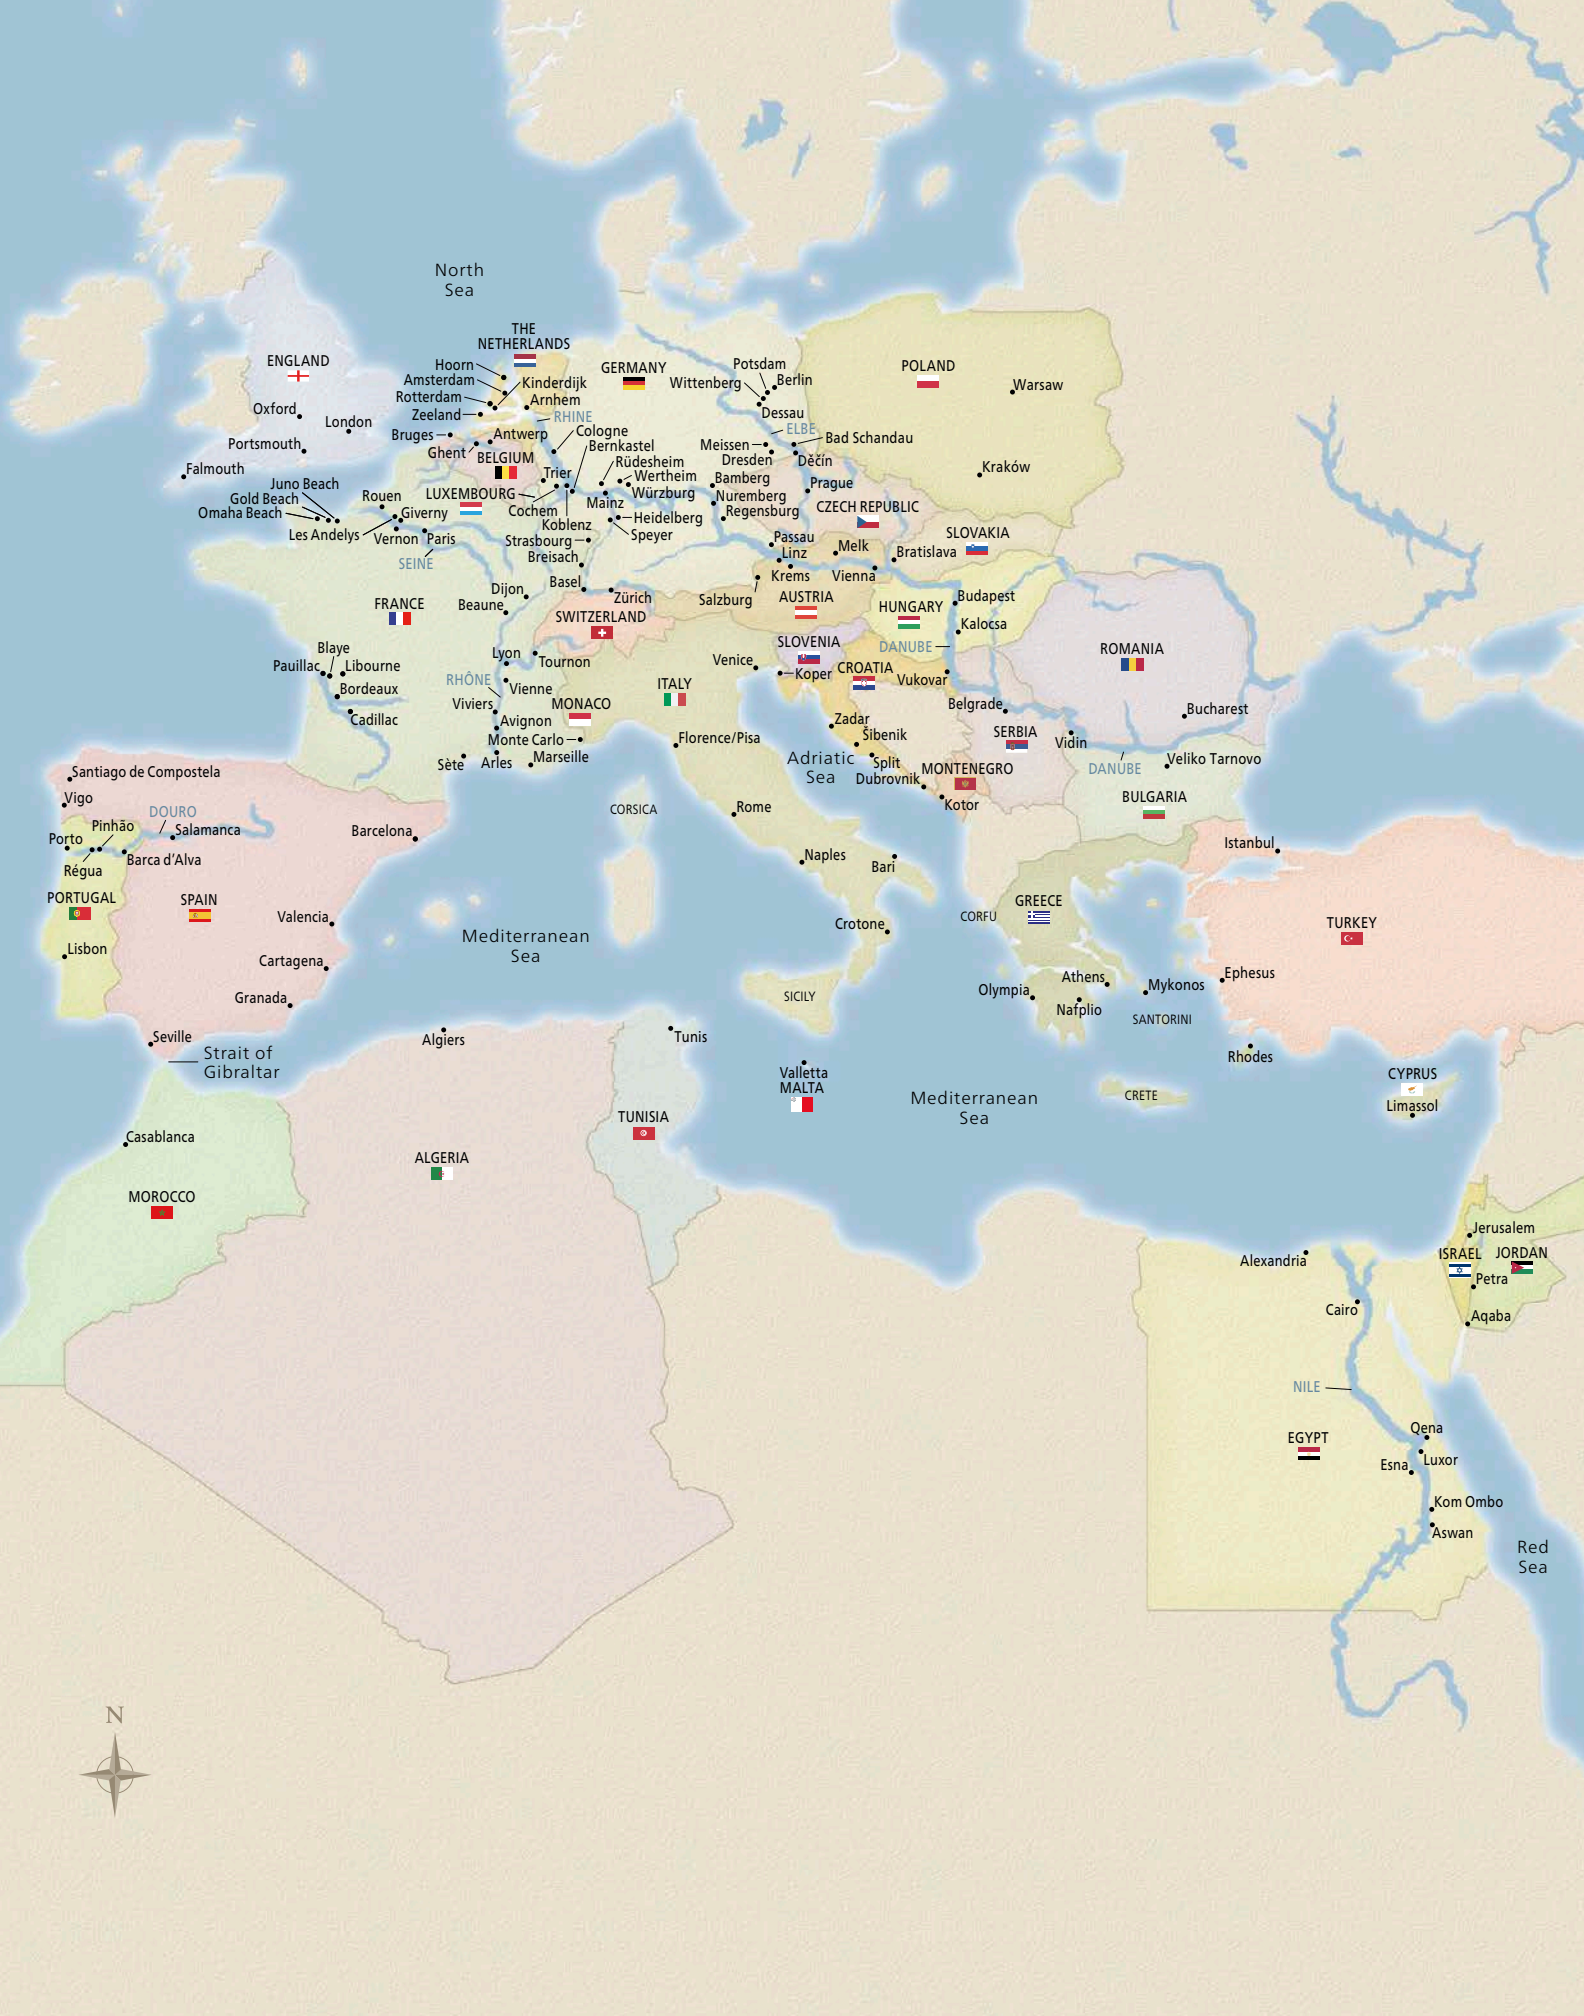 North
Sea
THE
NETHERLANDS
Hoorn
Amsterdam
Rotterdam
Zeeland
Kinderdijk
Arnhem
RHINE
GERMANY
Potsdam
Wittenberg
Berlin
Dessau
ELBE
POLAND
Warsaw
Kraków
ENGLAND
Oxford
London
Portsmouth
Falmouth
Bruges
Ghent
Antwerp
BELGIUM
Cologne
Bernkastel
Rüdesheim
Wertheim
Würzburg
Meissen
Dresden
Bad Schandau
Děčín
Prague
Bamberg
Nuremberg
Regensburg
CZECH REPUBLIC
Juno Beach
Gold Beach
Omaha Beach
Rouen
Giverny
Les Andelys
Vernon
Paris
SEINE
LUXEMBOURG
Trier
Cochem
Koblenz
Mainz
Heidelberg
Speyer
Strasbourg
Breisach
Basel
Zürich
SWITZERLAND
Passau
Linz
Melk
Krems
Vienna
Salzburg
AUSTRIA
SLOVAKIA
Bratislava
HUNGARY
Budapest
Kalocsa
DANUBE
FRANCE
Dijon
Beaune
Lyon
Tournon
RHÔNE
Vienne
Viviers
Avignon
MONACO
Monte Carlo
Sète
Arles
Marseille
Blaye
Pauillac
Libourne
Bordeaux
Cadillac
Venice
SLOVENIA
Koper
CROATIA
Vukovar
ITALY
Florence/Pisa
Zadar
Šibenik
Split
Dubrovnik
Adriatic
Sea
Belgrade
SERBIA
MONTENEGRO
Kotor
ROMANIA
Bucharest
Vidin
DANUBE
Veliko Tarnovo
BULGARIA
Santiago de Compostela
Vigo
DOURO
Pinhão
Porto
Salamanca
Régua
Barca d'Alva
PORTUGAL
Lisbon
SPAIN
Barcelona
Valencia
Cartagena
Granada
Seville
Strait of
Gibraltar
CORSICA
Rome
Naples
Bari
Crotone
SICILY
Mediterranean
Sea
CORFU
GREECE
Olympia
Athens
Nafplio
Mykonos
SANTORINI
Istanbul
TURKEY
Ephesus
Rhodes
CRETE
CYPRUS
Limassol
Algiers
Tunis
Valletta
MALTA
Mediterranean
Sea
TUNISIA
ALGERIA
Casablanca
MOROCCO
Jerusalem
ISRAEL
JORDAN
Petra
Aqaba
Alexandria
Cairo
NILE
EGYPT
Qena
Luxor
Esna
Kom Ombo
Aswan
Red
Sea
N